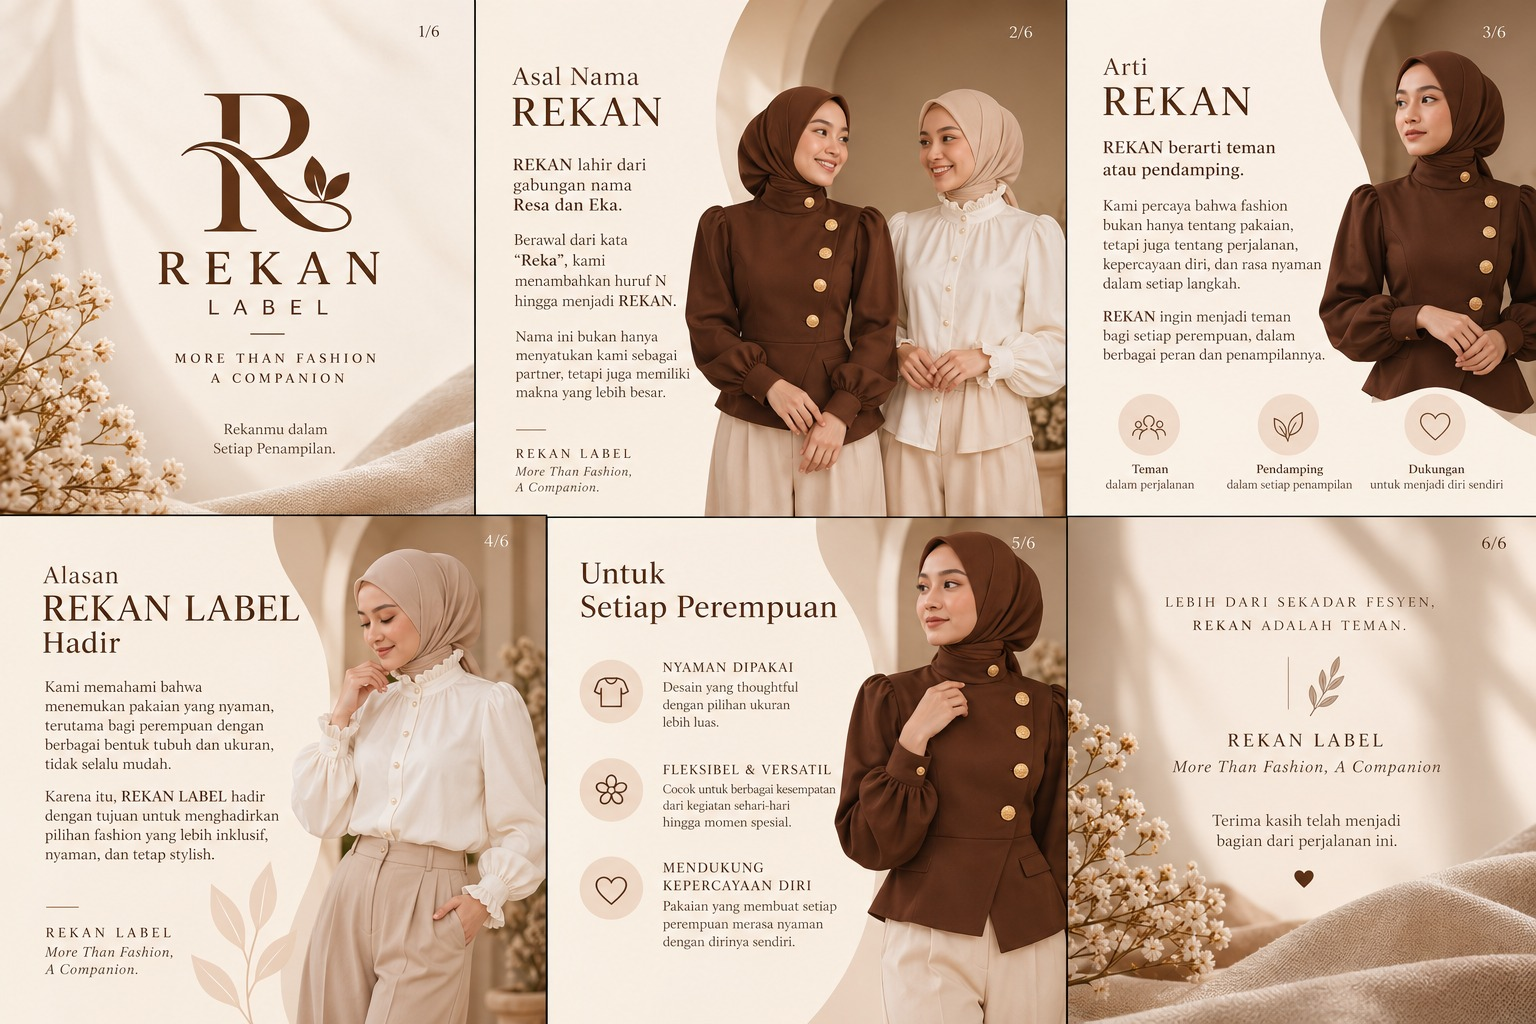 1/6
R
REKAN
LABEL
MORE THAN FASHION
A COMPANION
Rekanmu dalam
Setiap Penampilan.
2/6
Asal Nama
REKAN
REKAN lahir dari
gabungan nama
Resa dan Eka.
Berawal dari kata
“Reka”, kami
menambahkan huruf N
hingga menjadi REKAN.
Nama ini bukan hanya
menyatukan kami sebagai
partner, tetapi juga memiliki
makna yang lebih besar.
REKAN LABEL
More Than Fashion,
A Companion.
3/6
Arti
REKAN
REKAN berarti teman
atau pendamping.
Kami percaya bahwa fashion
bukan hanya tentang pakaian,
tetapi juga tentang perjalanan,
kepercayaan diri, dan rasa nyaman
dalam setiap langkah.
REKAN ingin menjadi teman
bagi setiap perempuan, dalam
berbagai peran dan penampilannya.
Teman
dalam perjalanan
Pendamping
dalam setiap penampilan
Dukungan
untuk menjadi diri sendiri
4/6
Alasan
REKAN LABEL
Hadir
Kami memahami bahwa
menemukan pakaian yang nyaman,
terutama bagi perempuan dengan
berbagai bentuk tubuh dan ukuran,
tidak selalu mudah.
Karena itu, REKAN LABEL hadir
dengan tujuan untuk menghadirkan
pilihan fashion yang lebih inklusif,
nyaman, dan tetap stylish.
REKAN LABEL
More Than Fashion,
A Companion.
5/6
Untuk
Setiap Perempuan
NYAMAN DIPAKAI
Desain yang thoughtful
dengan pilihan ukuran
lebih luas.
FLEKSIBEL & VERSATIL
Cocok untuk berbagai kesempatan
dari kegiatan sehari-hari
hingga momen spesial.
MENDUKUNG
KEPERCAYAAN DIRI
Pakaian yang membuat setiap
perempuan merasa nyaman
dengan dirinya sendiri.
6/6
LEBIH DARI SEKADAR FESYEN,
REKAN ADALAH TEMAN.
REKAN LABEL
More Than Fashion, A Companion
Terima kasih telah menjadi
bagian dari perjalanan ini.